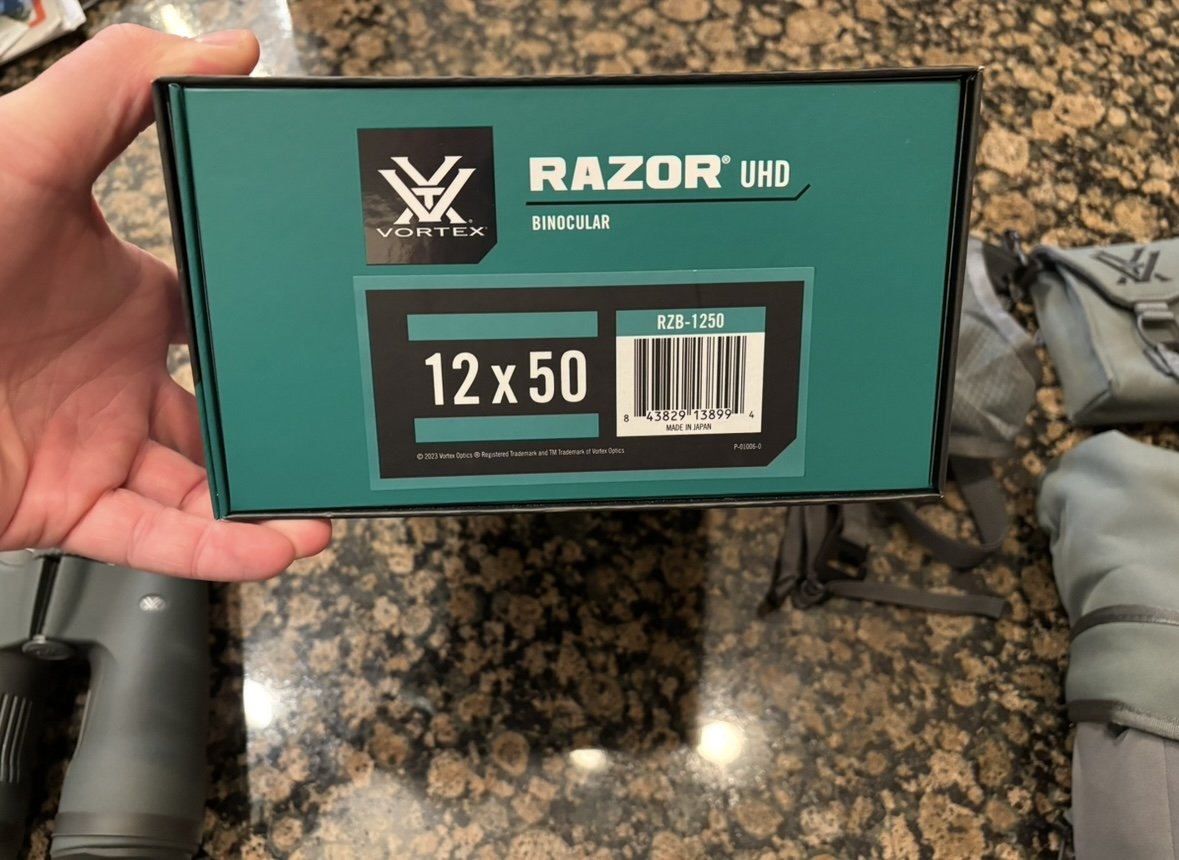 VORTEX®
RAZOR® UHD
BINOCULAR
12 x 50
RZB-1250
8 43829 13899 4
MADE IN JAPAN
© 2023 Vortex Optics ® Registered Trademark and TM Trademark of Vortex Optics
P-01006-0